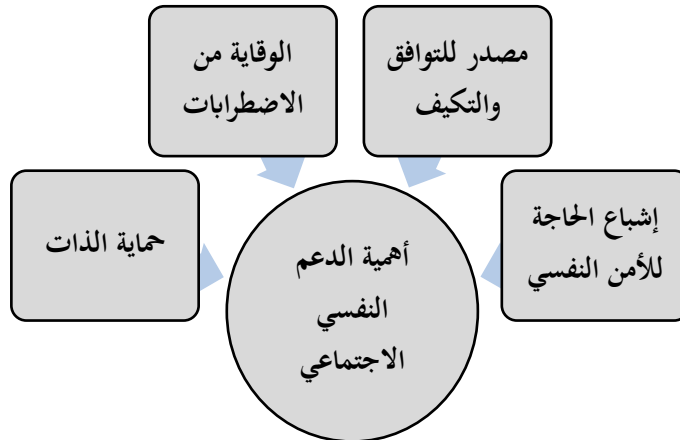 مصدر للتوافق
والتكيف
الوقاية من
الاضطرابات
إشباع الحاجة
للأمن النفسي
حماية الذات
أهمية الدعم
النفسي
الاجتماعي